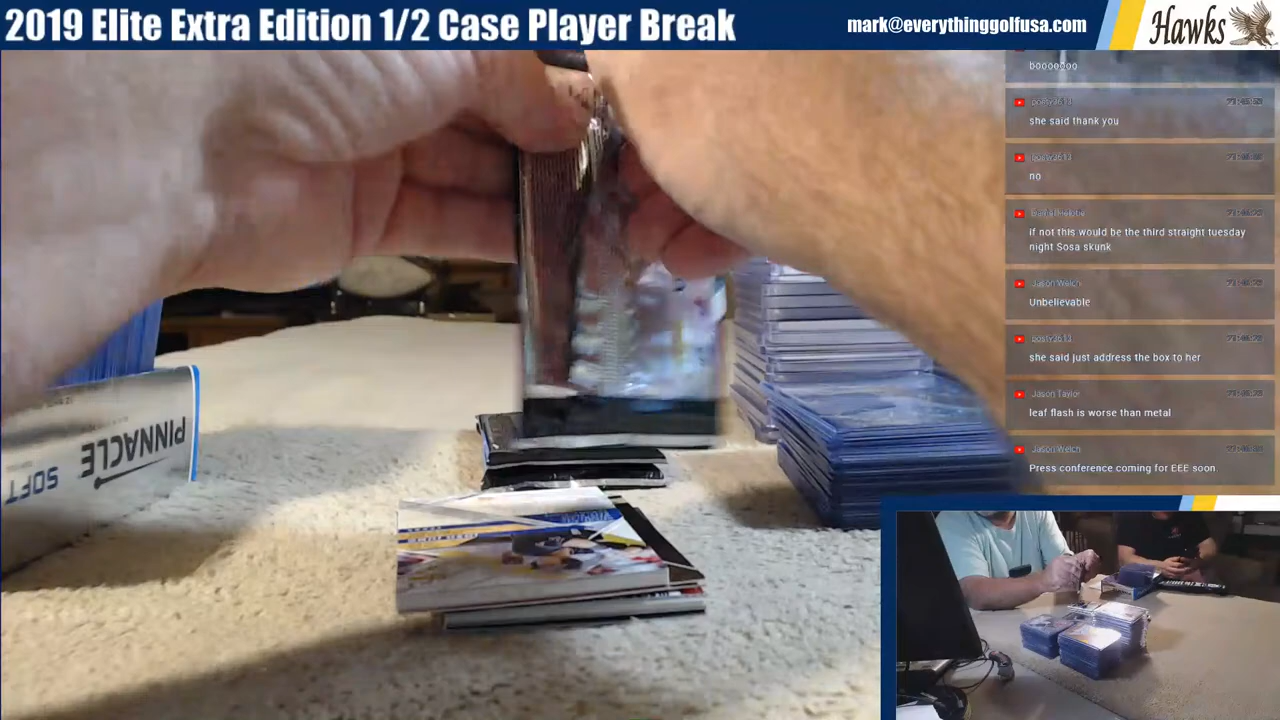 2019 Elite Extra Edition 1/2 Case Player Break
mark@everythinggolfusa.com
Hawks
booooooo
she said thank you
no
if not this would be the third straight tuesday
night Sosa skunk
Jason Welch
Unbelievable
she said just address the box to her
Jason Taylor
leaf flash is worse than metal
Jason Welch
Press conference coming for EEE soon
PINNACLE
SOFT